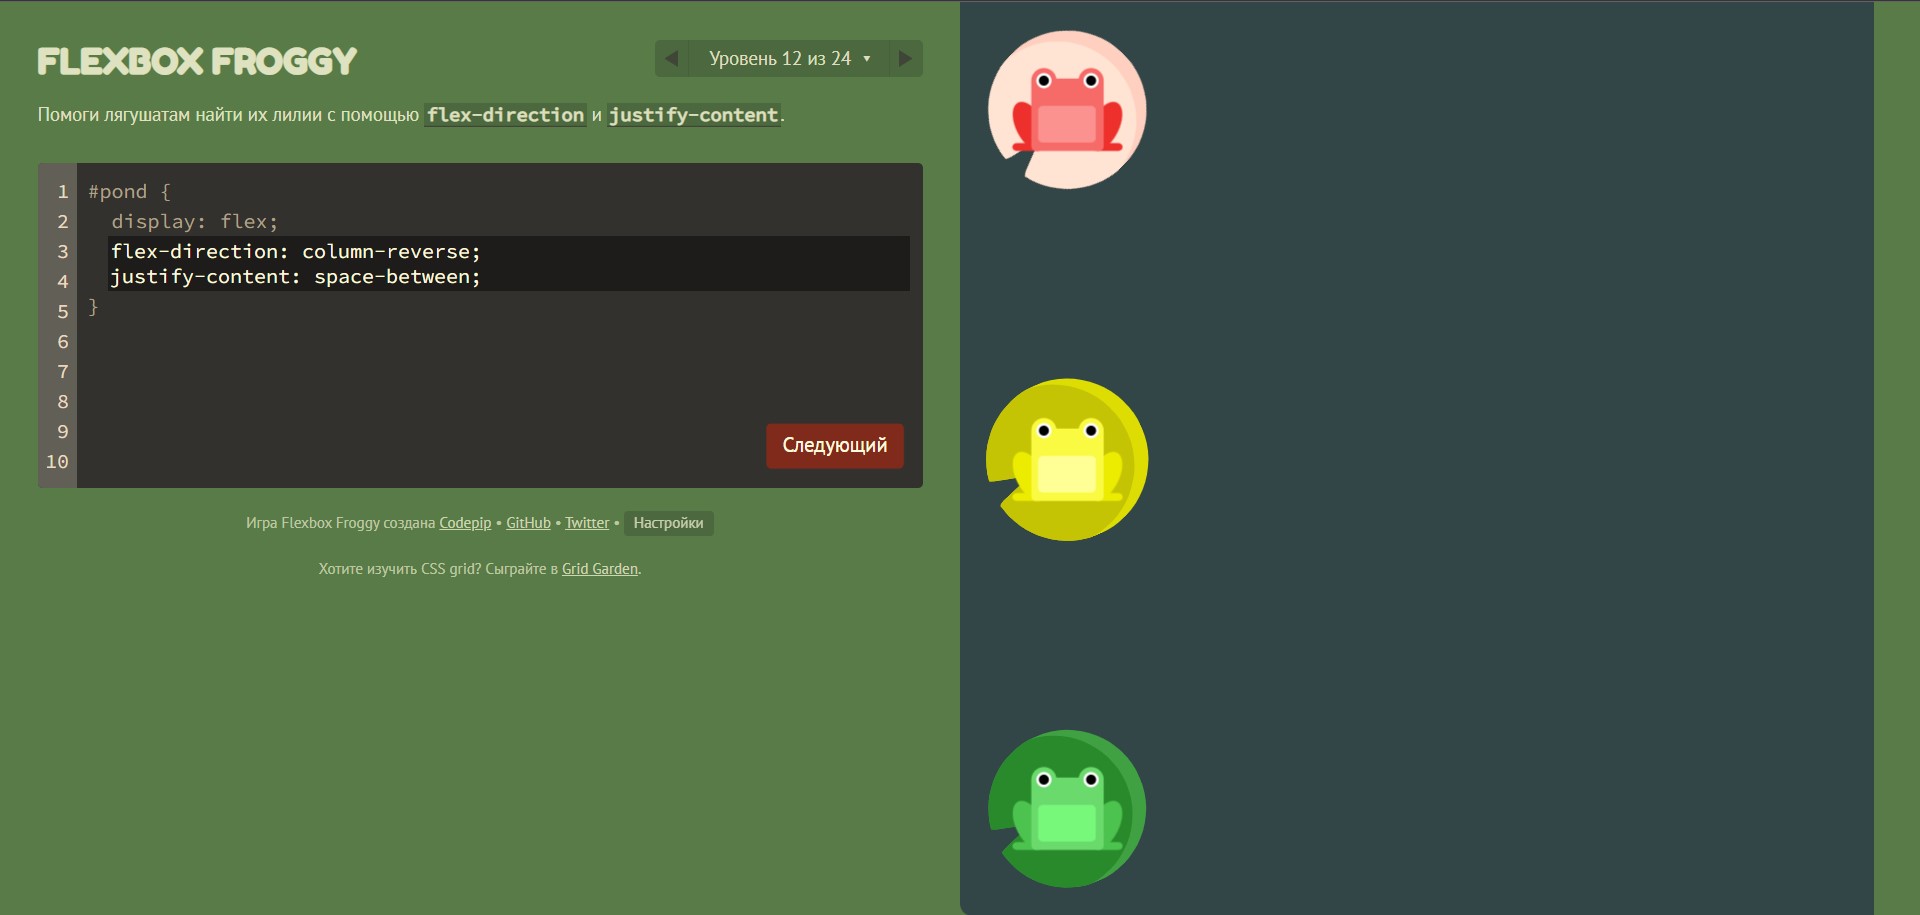 FLEXBOX FROGGY
Уровень 12 из 24
Помоги лягушатам найти их лилии с помощью flex-direction и justify-content.
1 #pond {
2 display: flex;
3 flex-direction: column-reverse;
4 justify-content: space-between;
5 }
6
7
8
9
10
Следующий
Игра Flexbox Froggy создана Codepip • GitHub • Twitter • Настройки
Хотите изучить CSS grid? Сыграйте в Grid Garden.